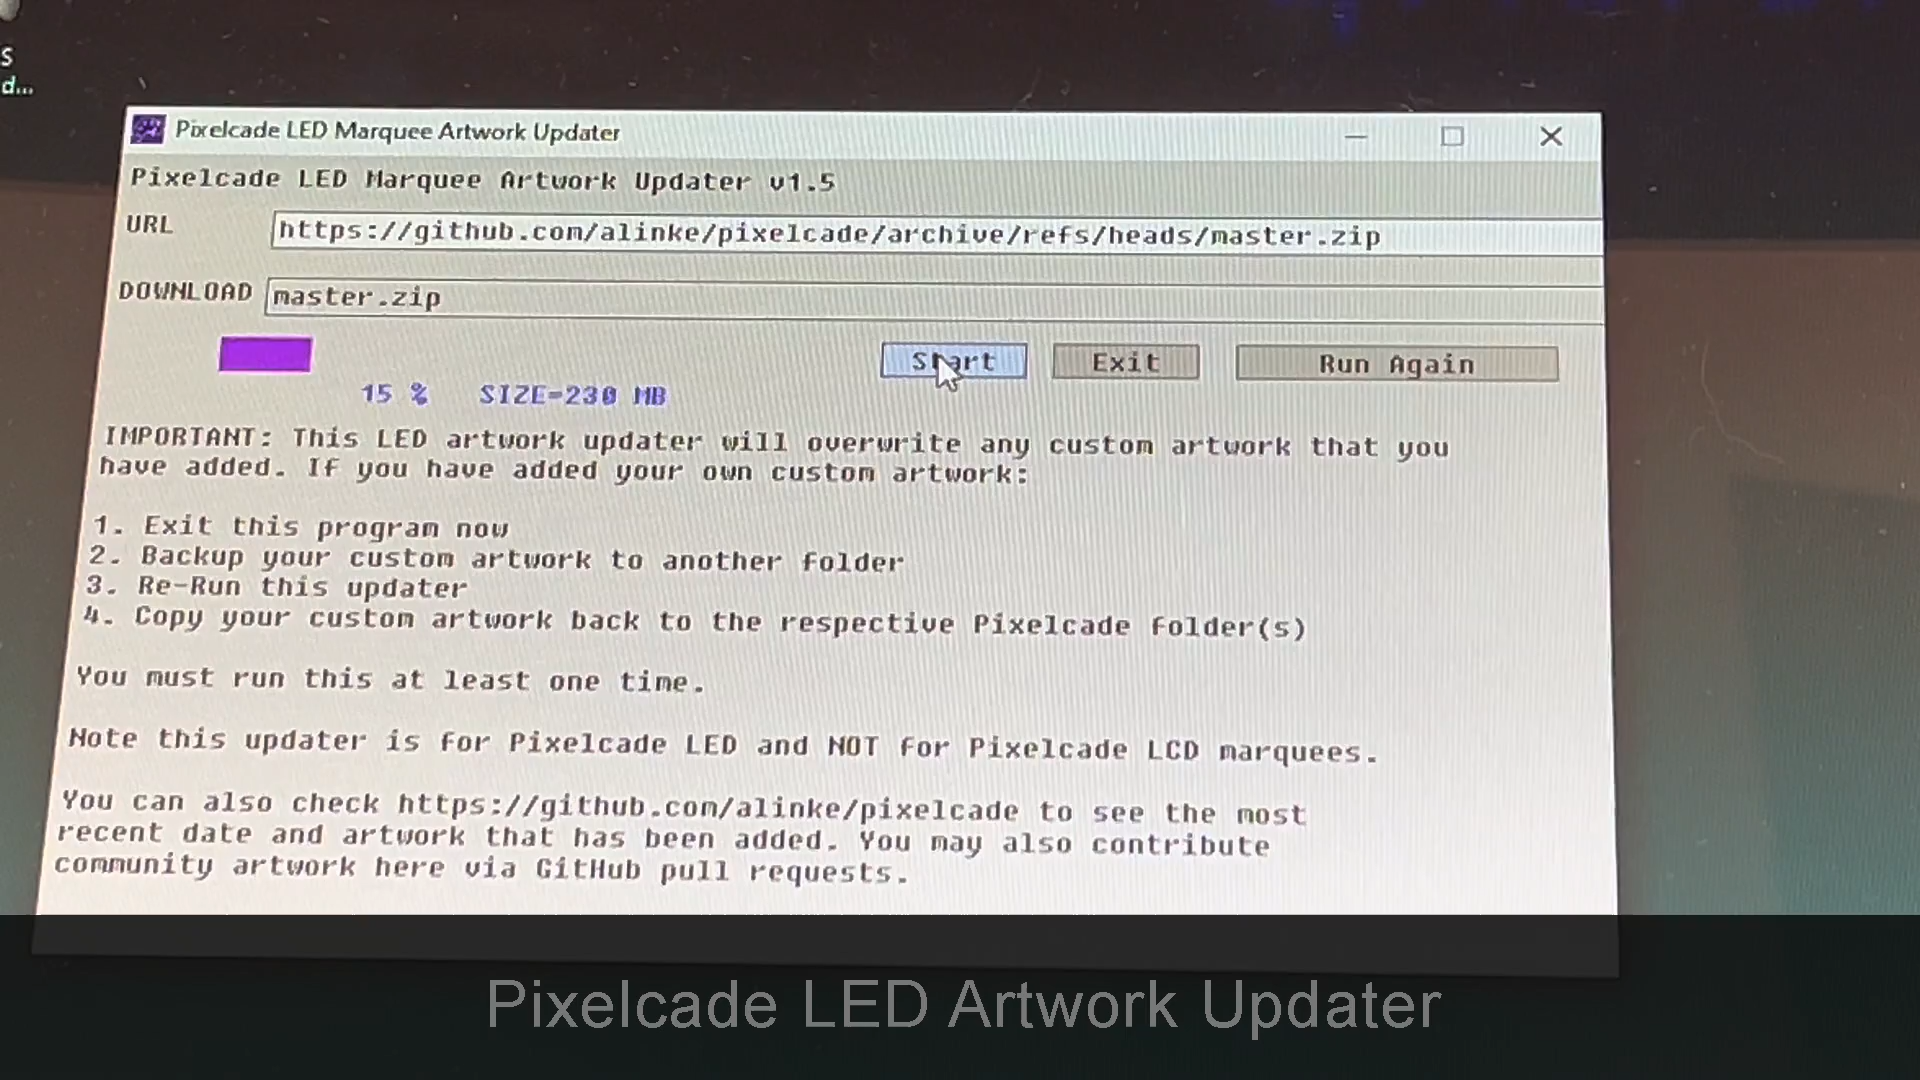 S
d...
Pixelcade LED Marquee Artwork Updater
Pixelcade LED Marquee Artwork Updater v1.5
URL https://github.com/alinke/pixelcade/archive/refs/heads/master.zip
DOWNLOAD master.zip
Start Exit Run Again
15 % SIZE=230 MB
IMPORTANT: This LED artwork updater will overwrite any custom artwork that you
have added. If you have added your own custom artwork:
1. Exit this program now
2. Backup your custom artwork to another folder
3. Re-Run this updater
4. Copy your custom artwork back to the respective Pixelcade folder(s)
You must run this at least one time.
Note this updater is for Pixelcade LED and NOT for Pixelcade LCD marquees.
You can also check https://github.com/alinke/pixelcade to see the most
recent date and artwork that has been added. You may also contribute
community artwork here via GitHub pull requests.
Pixelcade LED Artwork Updater